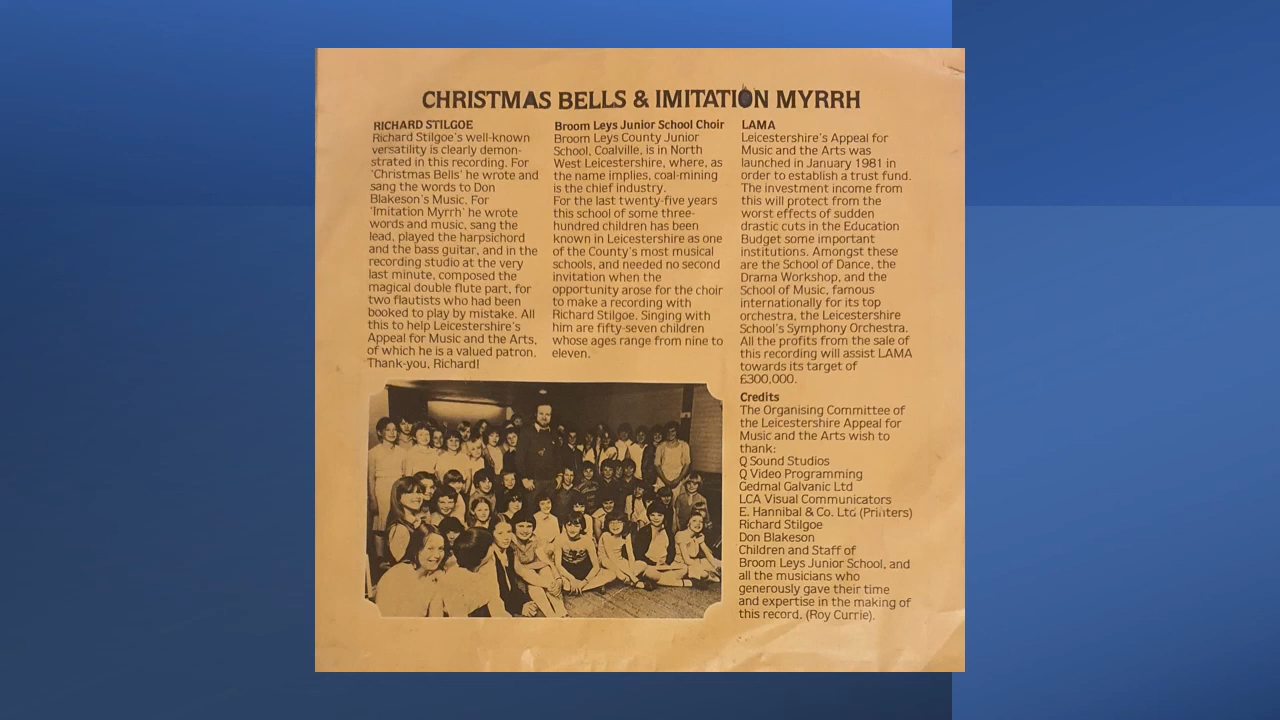 CHRISTMAS BELLS & IMITATION MYRRH
RICHARD STILGOE
Richard Stilgoe's well-known
versatility is clearly demon-
strated in this recording. For
'Christmas Bells' he wrote and
sang the words to Don
Blakeson's Music. For
'Imitation Myrrh' he wrote
words and music, sang the
lead, played the harpsichord
and the bass guitar, and in the
recording studio at the very
last minute, composed the
magical double flute part, for
two flautists who had been
booked to play by mistake. All
this to help Leicestershire's
Appeal for Music and the Arts,
of which he is a valued patron.
Thank-you, Richard!
Broom Leys Junior School Choir
Broom Leys County Junior
School, Coalville, is in North
West Leicestershire, where, as
the name implies, coal-mining
is the chief industry.
For the last twenty-five years
this school of some three-
hundred children has been
known in Leicestershire as one
of the County's most musical
schools, and needed no second
invitation when the
opportunity arose for the choir
to make a recording with
Richard Stilgoe. Singing with
him are fifty-seven children
whose ages range from nine to
eleven.
LAMA
Leicestershire's Appeal for
Music and the Arts was
launched in January 1981 in
order to establish a trust fund.
The investment income from
this will protect from the
worst effects of sudden
drastic cuts in the Education
Budget some important
institutions. Amongst these
are the School of Dance, the
Drama Workshop, and the
School of Music, famous
internationally for its top
orchestra, the Leicestershire
School's Symphony Orchestra.
All the profits from the sale of
this recording will assist LAMA
towards its target of
£300,000.
Credits
The Organising Committee of
the Leicestershire Appeal for
Music and the Arts wish to
thank:
Q Sound Studios
Q Video Programming
Gedmal Galvanic Ltd
LCA Visual Communicators
E. Hannibal & Co. Ltd (Printers)
Richard Stilgoe
Don Blakeson
Children and Staff of
Broom Leys Junior School, and
all the musicians who
generously gave their time
and expertise in the making of
this record. (Roy Currie).